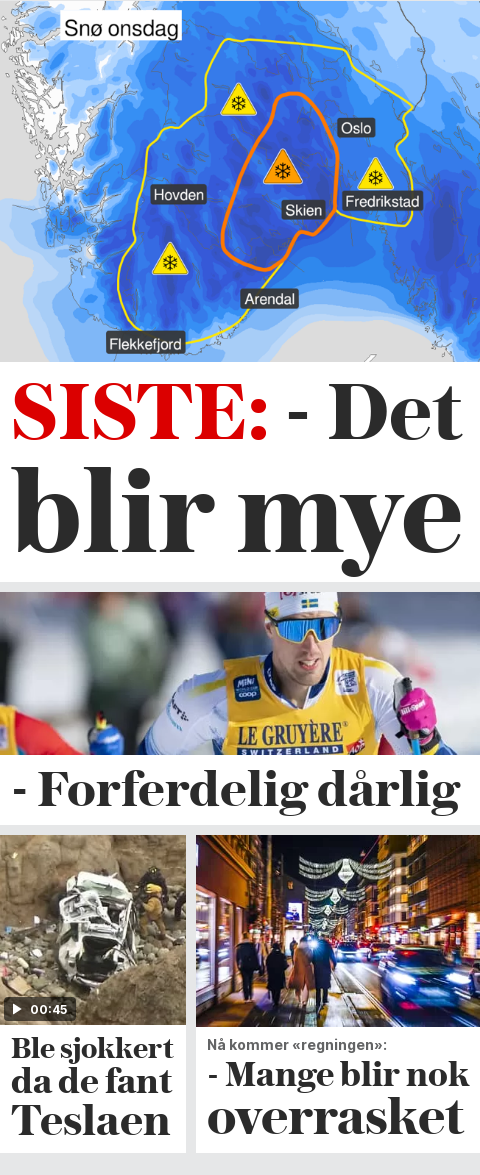 Snø onsdag
Oslo
Hovden
Fredrikstad
Skien
Arendal
Flekkefjord
SISTE: - Det
blir mye
MINI
coop
LE GRUYÈRE
SWITZERLAND
- Forferdelig dårlig
00:45
Ble sjokkert
da de fant
Teslaen
Nå kommer «regningen»:
- Mange blir nok
overrasket